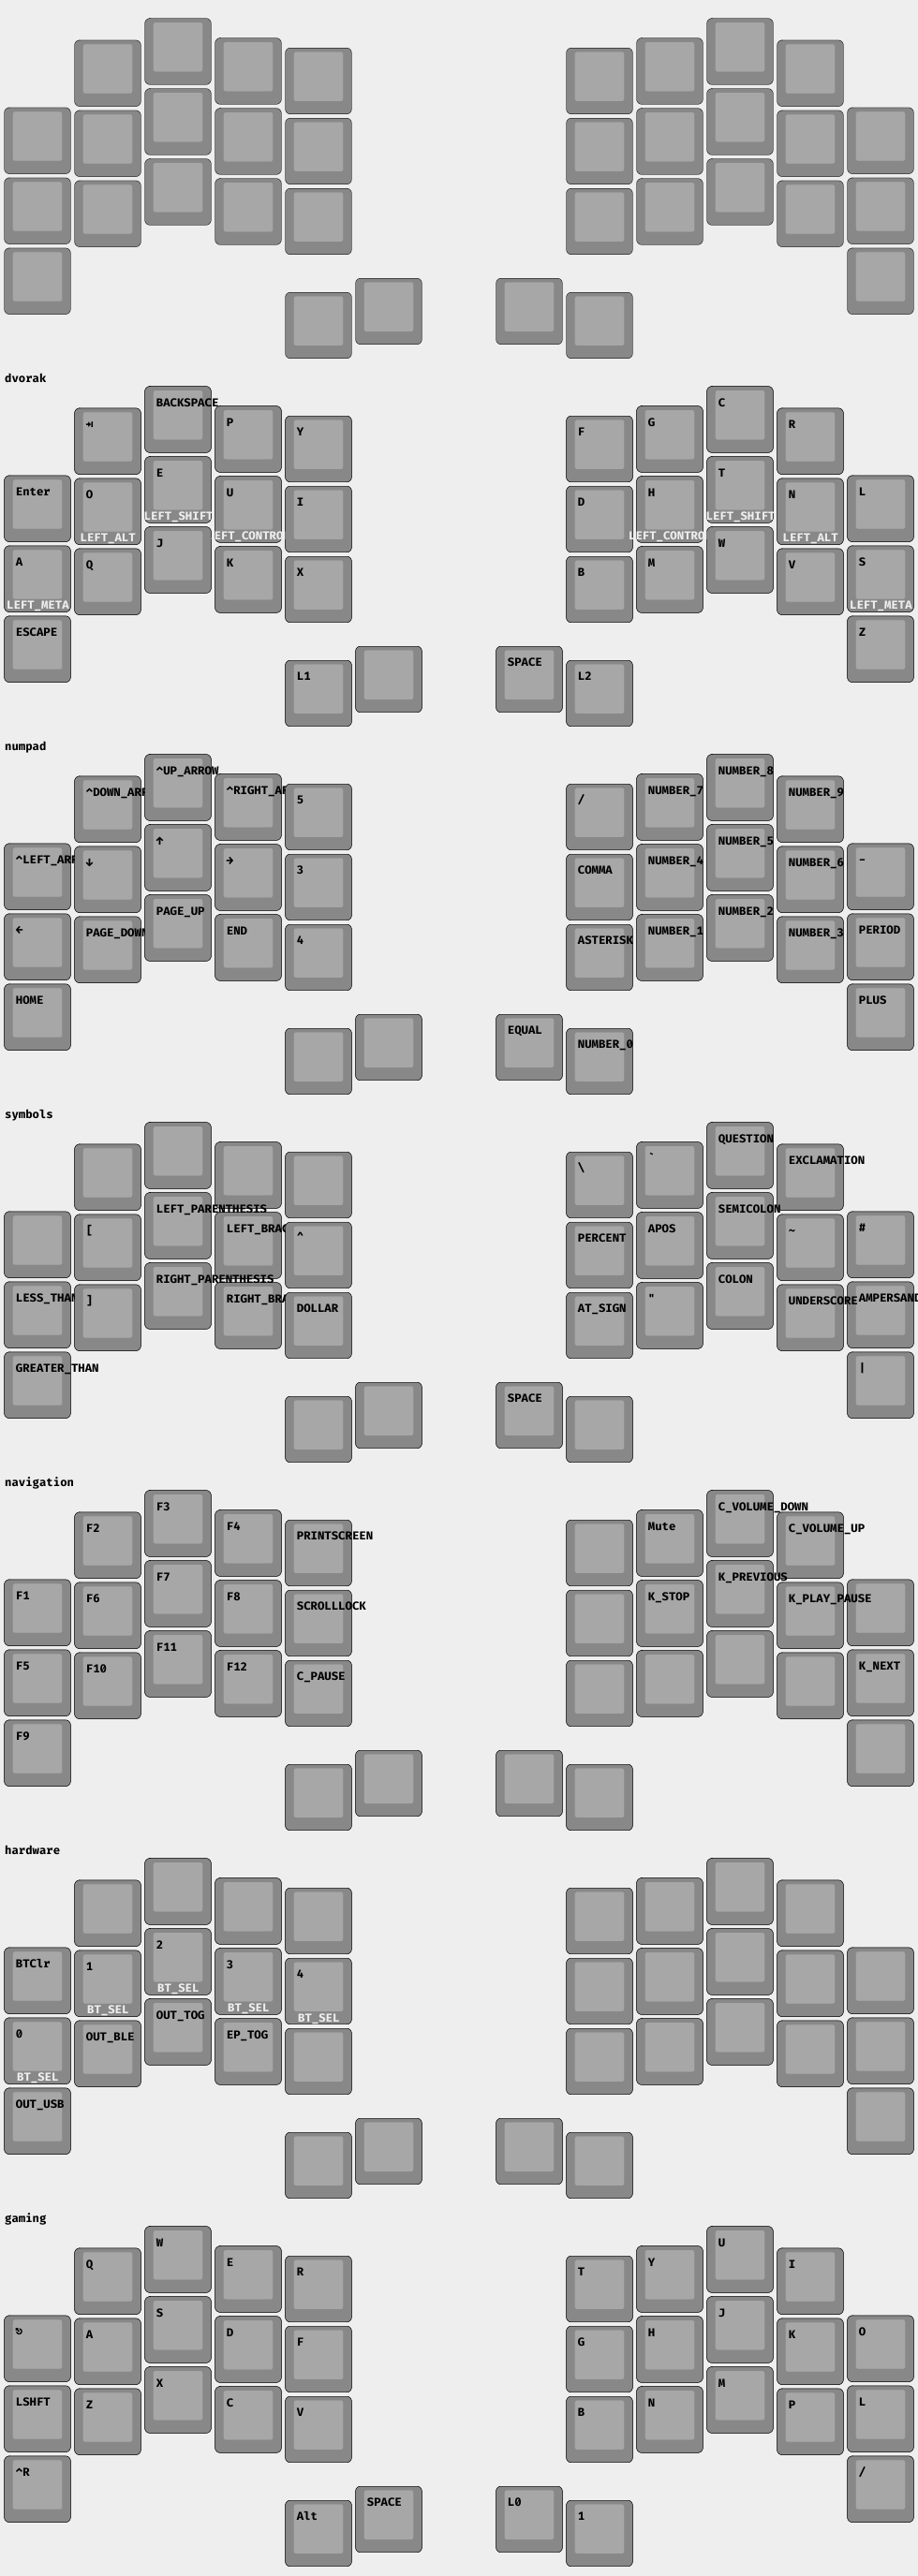 dvorak
BACKSPACE
C
⇥ P R
Y F G
E T
Enter O U I D H N L
LEFT_SHIFT LEFT_SHIFT
LEFT_ALT EFT_CONTRO LEFT_CONTRO LEFT_ALT
J W
A Q K X B M V S
LEFT_META LEFT_META
ESCAPE Z
SPACE
L1 L2
numpad
^UP_ARROW NUMBER_8
^DOWN_ARR ^RIGHT_AR NUMBER_7 NUMBER_9
5 /
↑ NUMBER_5
^LEFT_ARR ↓ → NUMBER_4 NUMBER_6 -
3 COMMA
PAGE_UP NUMBER_2
← PAGE_DOWN END NUMBER_1 NUMBER_3 PERIOD
4 ASTERISK
HOME PLUS
EQUAL
NUMBER_0
symbols
QUESTION
\ ` EXCLAMATION
LEFT_PARENTHESIS SEMICOLON
[ LEFT_BRAC ^ PERCENT APOS ~ #
RIGHT_PARENTHESIS COLON
LESS_THAN ] RIGHT_BRA DOLLAR AT_SIGN " UNDERSCORE AMPERSAND
GREATER_THAN |
SPACE
navigation
F3 C_VOLUME_DOWN
F2 F4 PRINTSCREEN Mute C_VOLUME_UP
F7 K_PREVIOUS
F1 F6 F8 SCROLLLOCK K_STOP K_PLAY_PAUSE
F11
F5 F10 F12 C_PAUSE K_NEXT
F9
hardware
2
BTClr 1 3 4
BT_SEL
BT_SEL BT_SEL BT_SEL
OUT_TOG
0 OUT_BLE EP_TOG
BT_SEL
OUT_USB
gaming
W U
Q E R T Y I
S J
↻ A D F G H K O
X M
LSHFT Z C V B N P L
^R /
SPACE L0
Alt 1